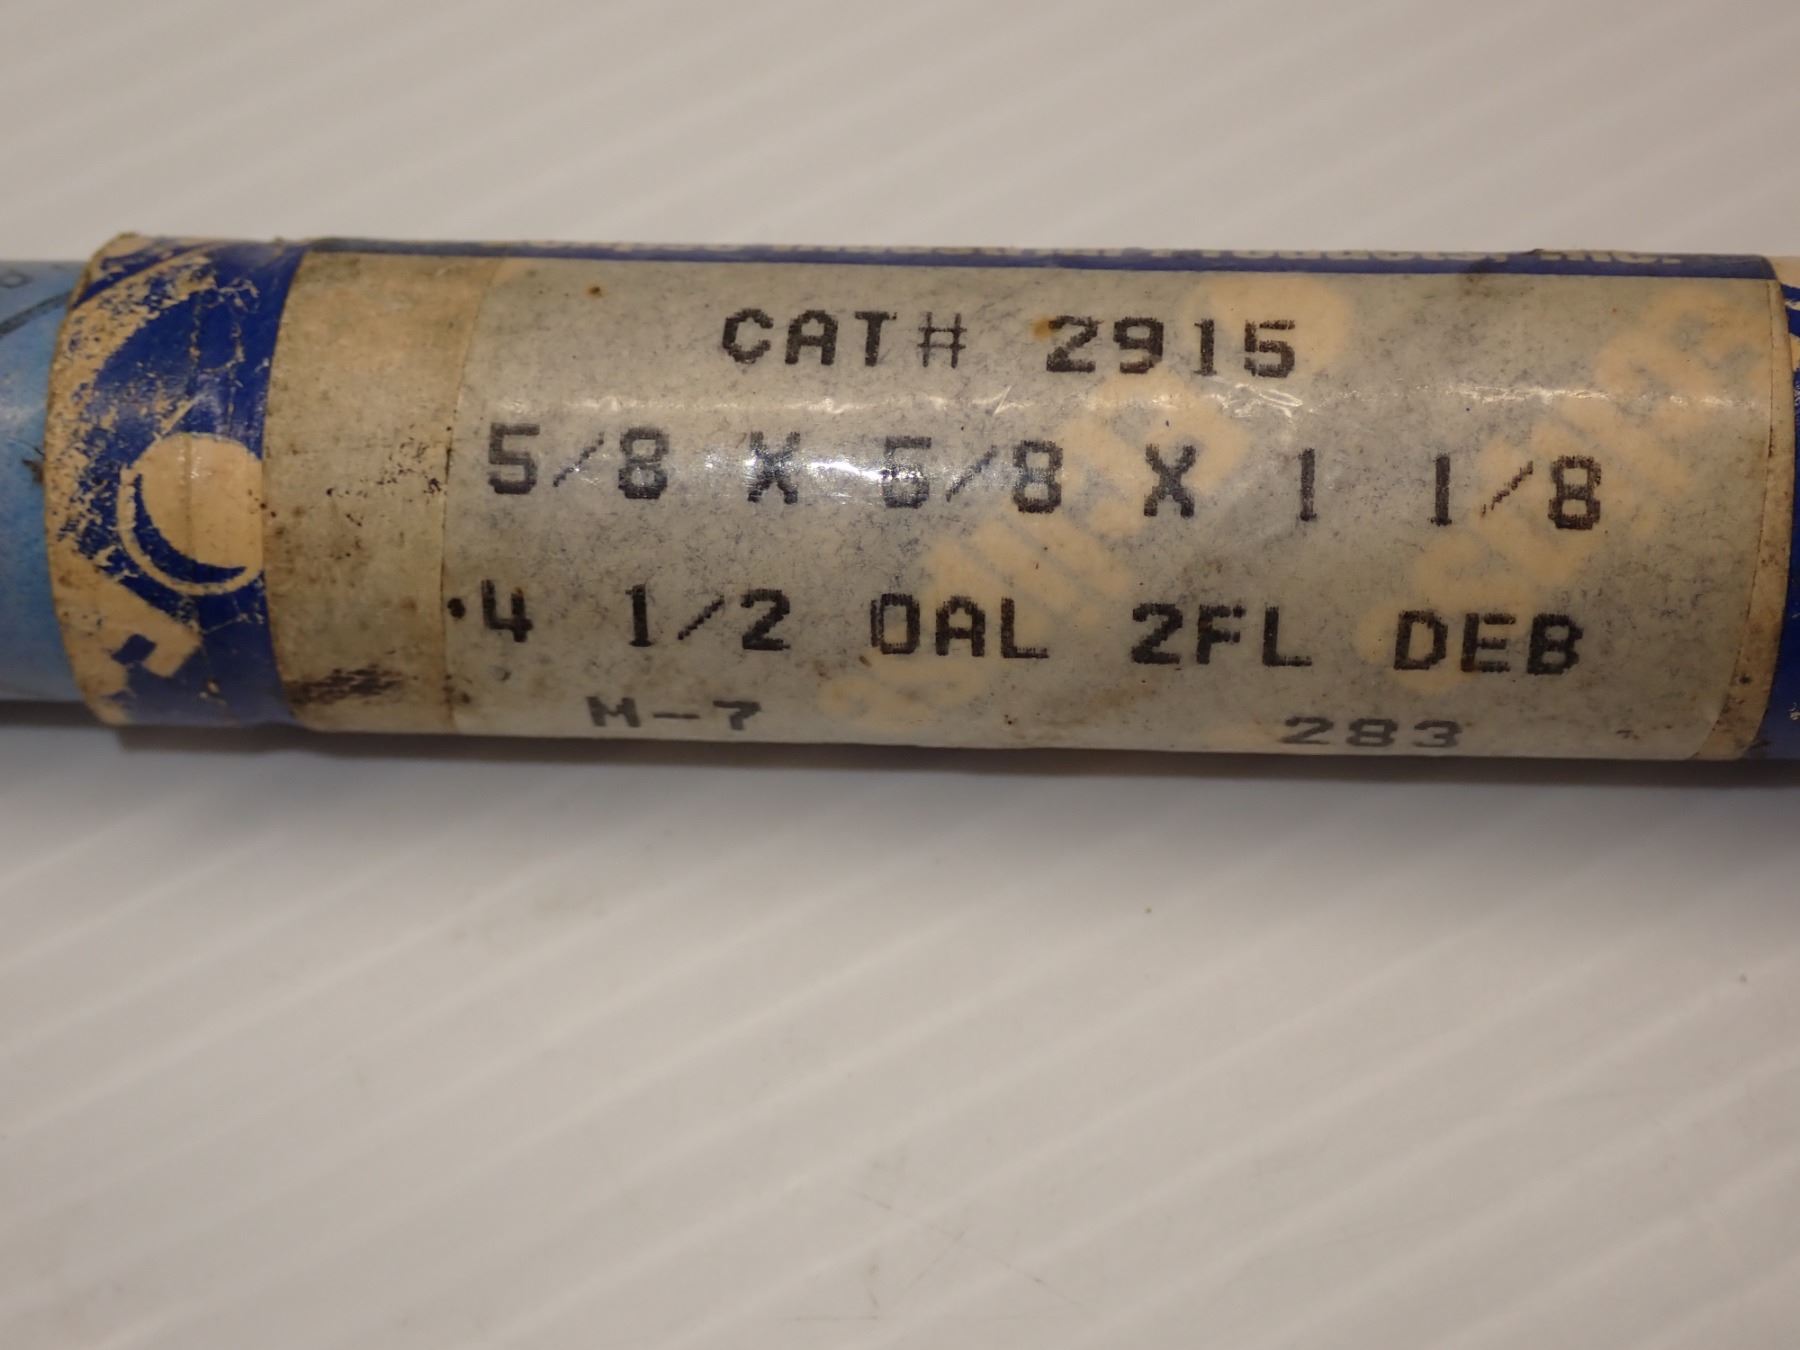 CAT# 2915
5/8 X 5/8 X 1 1/8
4 1/2 OAL 2FL DEB
M-7 283